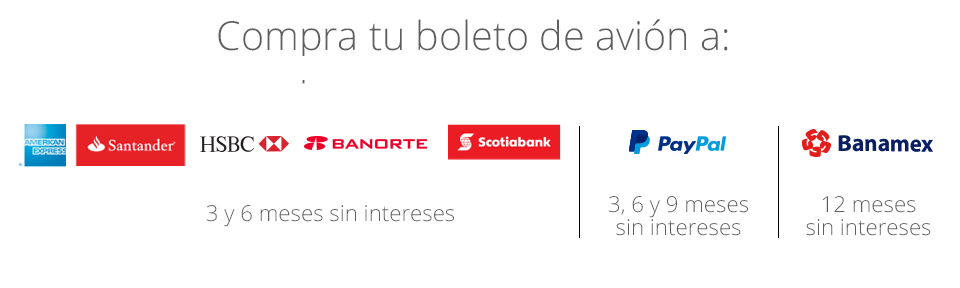 Compra tu boleto de avión a:
AMERICAN EXPRESS Santander HSBC BANORTE Scotiabank PayPal Banamex
3 y 6 meses sin intereses
3, 6 y 9 meses
sin intereses
12 meses
sin intereses